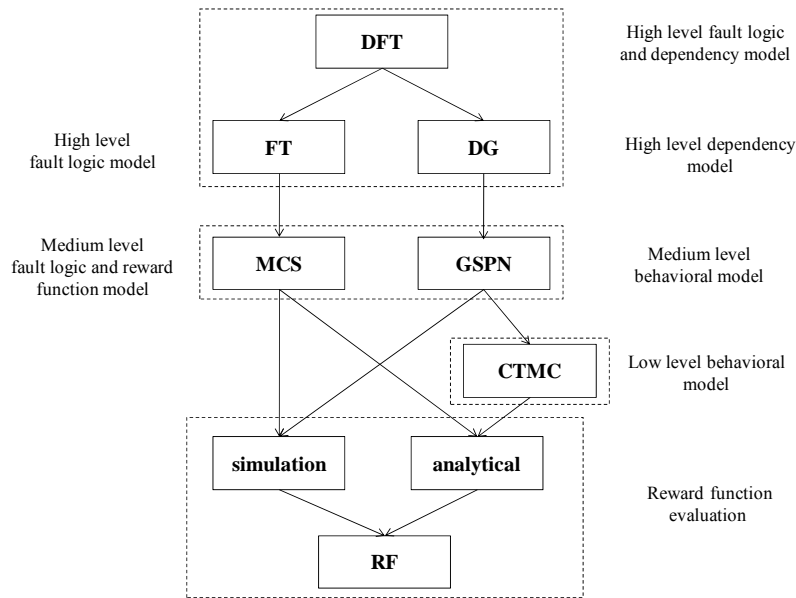 DFT
High level fault logic
and dependency model
High level
fault logic model
FT
DG
High level dependency
model
Medium level
fault logic and reward
function model
MCS
GSPN
Medium level
behavioral model
CTMC
Low level behavioral
model
simulation
analytical
Reward function
evaluation
RF